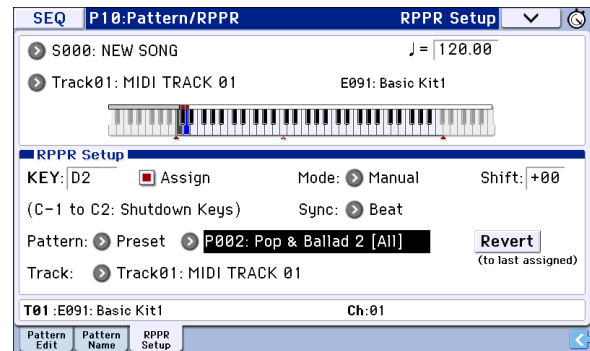 SEQ P10:Pattern/RPPR RPPR Setup
S000: NEW SONG ♩= 120.00
Track01: MIDI TRACK 01 E091: Basic Kit1
RPPR Setup
KEY: D2 Assign Mode: Manual Shift: +00
(C-1 to C2: Shutdown Keys) Sync: Beat
Pattern: Preset P002: Pop & Ballad 2 [All] Revert
(to last assigned)
Track: Track01: MIDI TRACK 01
T01 :E091: Basic Kit1 Ch:01
Pattern Pattern RPPR
Edit Name Setup